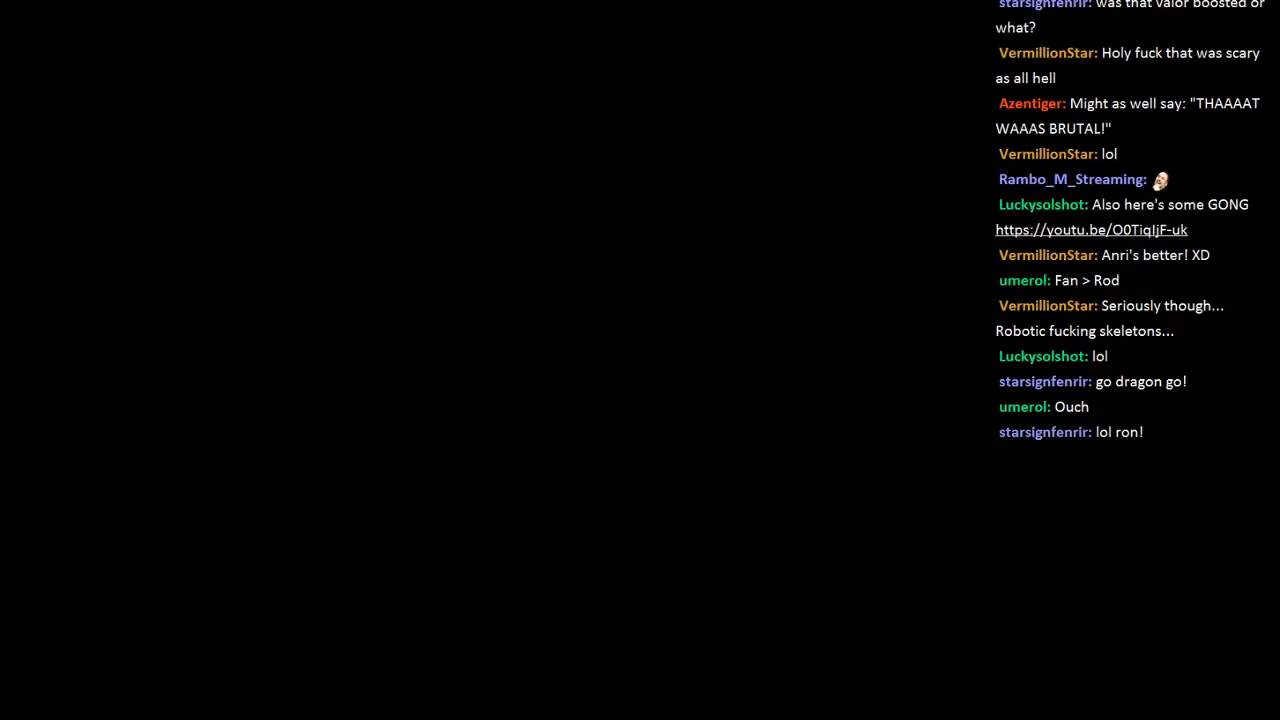 starsignfenrir: was that valor boosted or
what?
VermillionStar: Holy fuck that was scary
as all hell
Azentiger: Might as well say: "THAAAAT
WAAAS BRUTAL!"
VermillionStar: lol
Rambo_M_Streaming:
Luckysolshot: Also here's some GONG
https://youtu.be/O0TiqIjF-uk
VermillionStar: Anri's better! XD
umerol: Fan > Rod
VermillionStar: Seriously though...
Robotic fucking skeletons...
Luckysolshot: lol
starsignfenrir: go dragon go!
umerol: Ouch
starsignfenrir: lol ron!